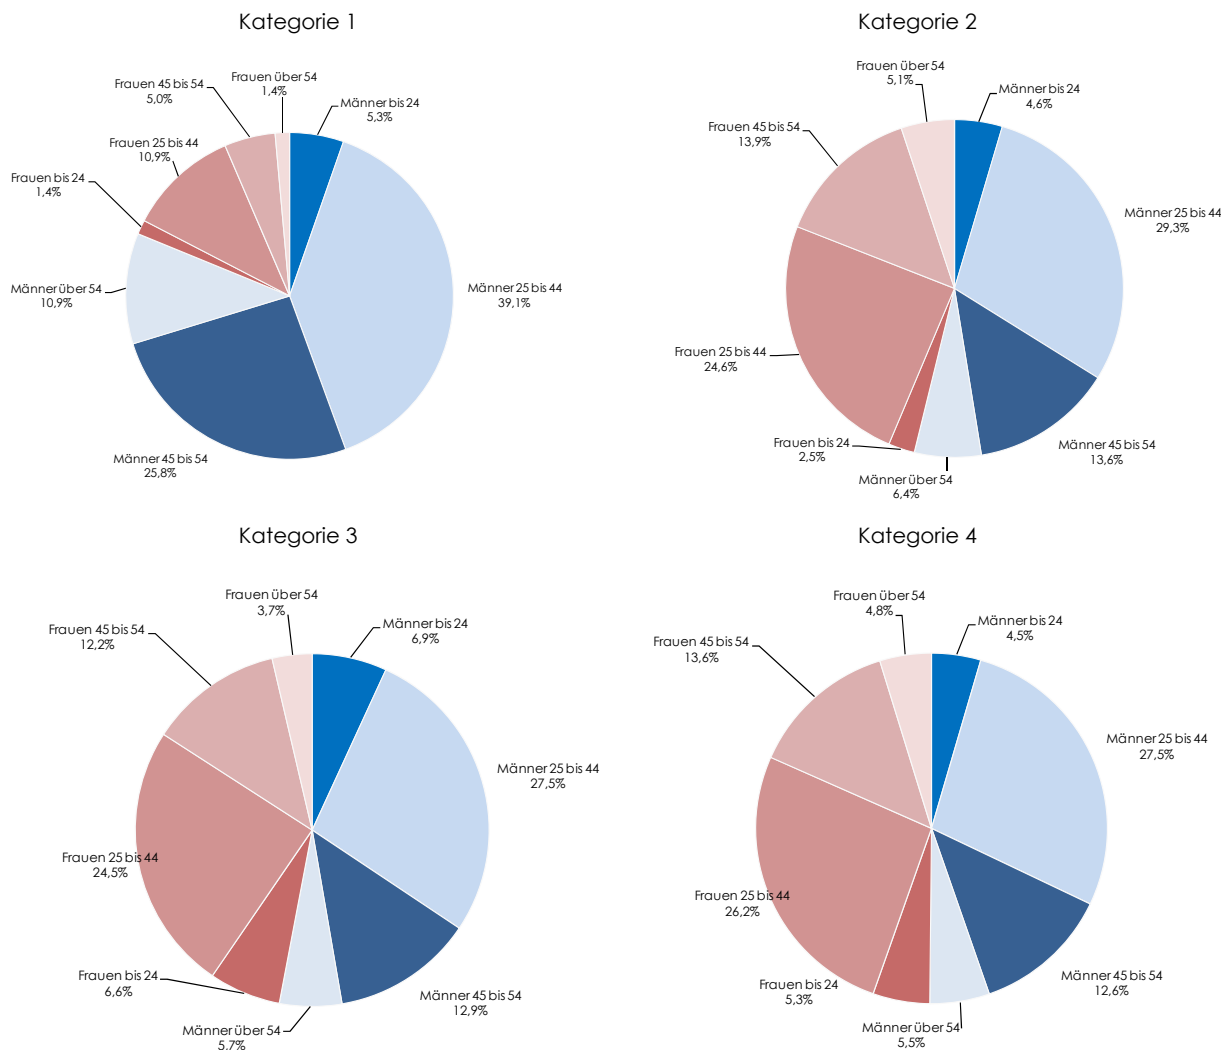 Kategorie 1
Frauen über 54
1,4%
Männer bis 24
5,3%
Frauen 45 bis 54
5,0%
Frauen 25 bis 44
10,9%
Frauen bis 24
1,4%
Männer über 54
10,9%
Männer 25 bis 44
39,1%
Männer 45 bis 54
25,8%
Kategorie 2
Frauen über 54
5,1%
Männer bis 24
4,6%
Frauen 45 bis 54
13,9%
Männer 25 bis 44
29,3%
Frauen 25 bis 44
24,6%
Frauen bis 24
2,5%
Männer 45 bis 54
13,6%
Männer über 54
6,4%
Kategorie 3
Frauen über 54
3,7%
Männer bis 24
6,9%
Frauen 45 bis 54
12,2%
Männer 25 bis 44
27,5%
Frauen 25 bis 44
24,5%
Frauen bis 24
6,6%
Männer 45 bis 54
12,9%
Männer über 54
5,7%
Kategorie 4
Frauen über 54
4,8%
Männer bis 24
4,5%
Frauen 45 bis 54
13,6%
Männer 25 bis 44
27,5%
Frauen 25 bis 44
26,2%
Frauen bis 24
5,3%
Männer 45 bis 54
12,6%
Männer über 54
5,5%